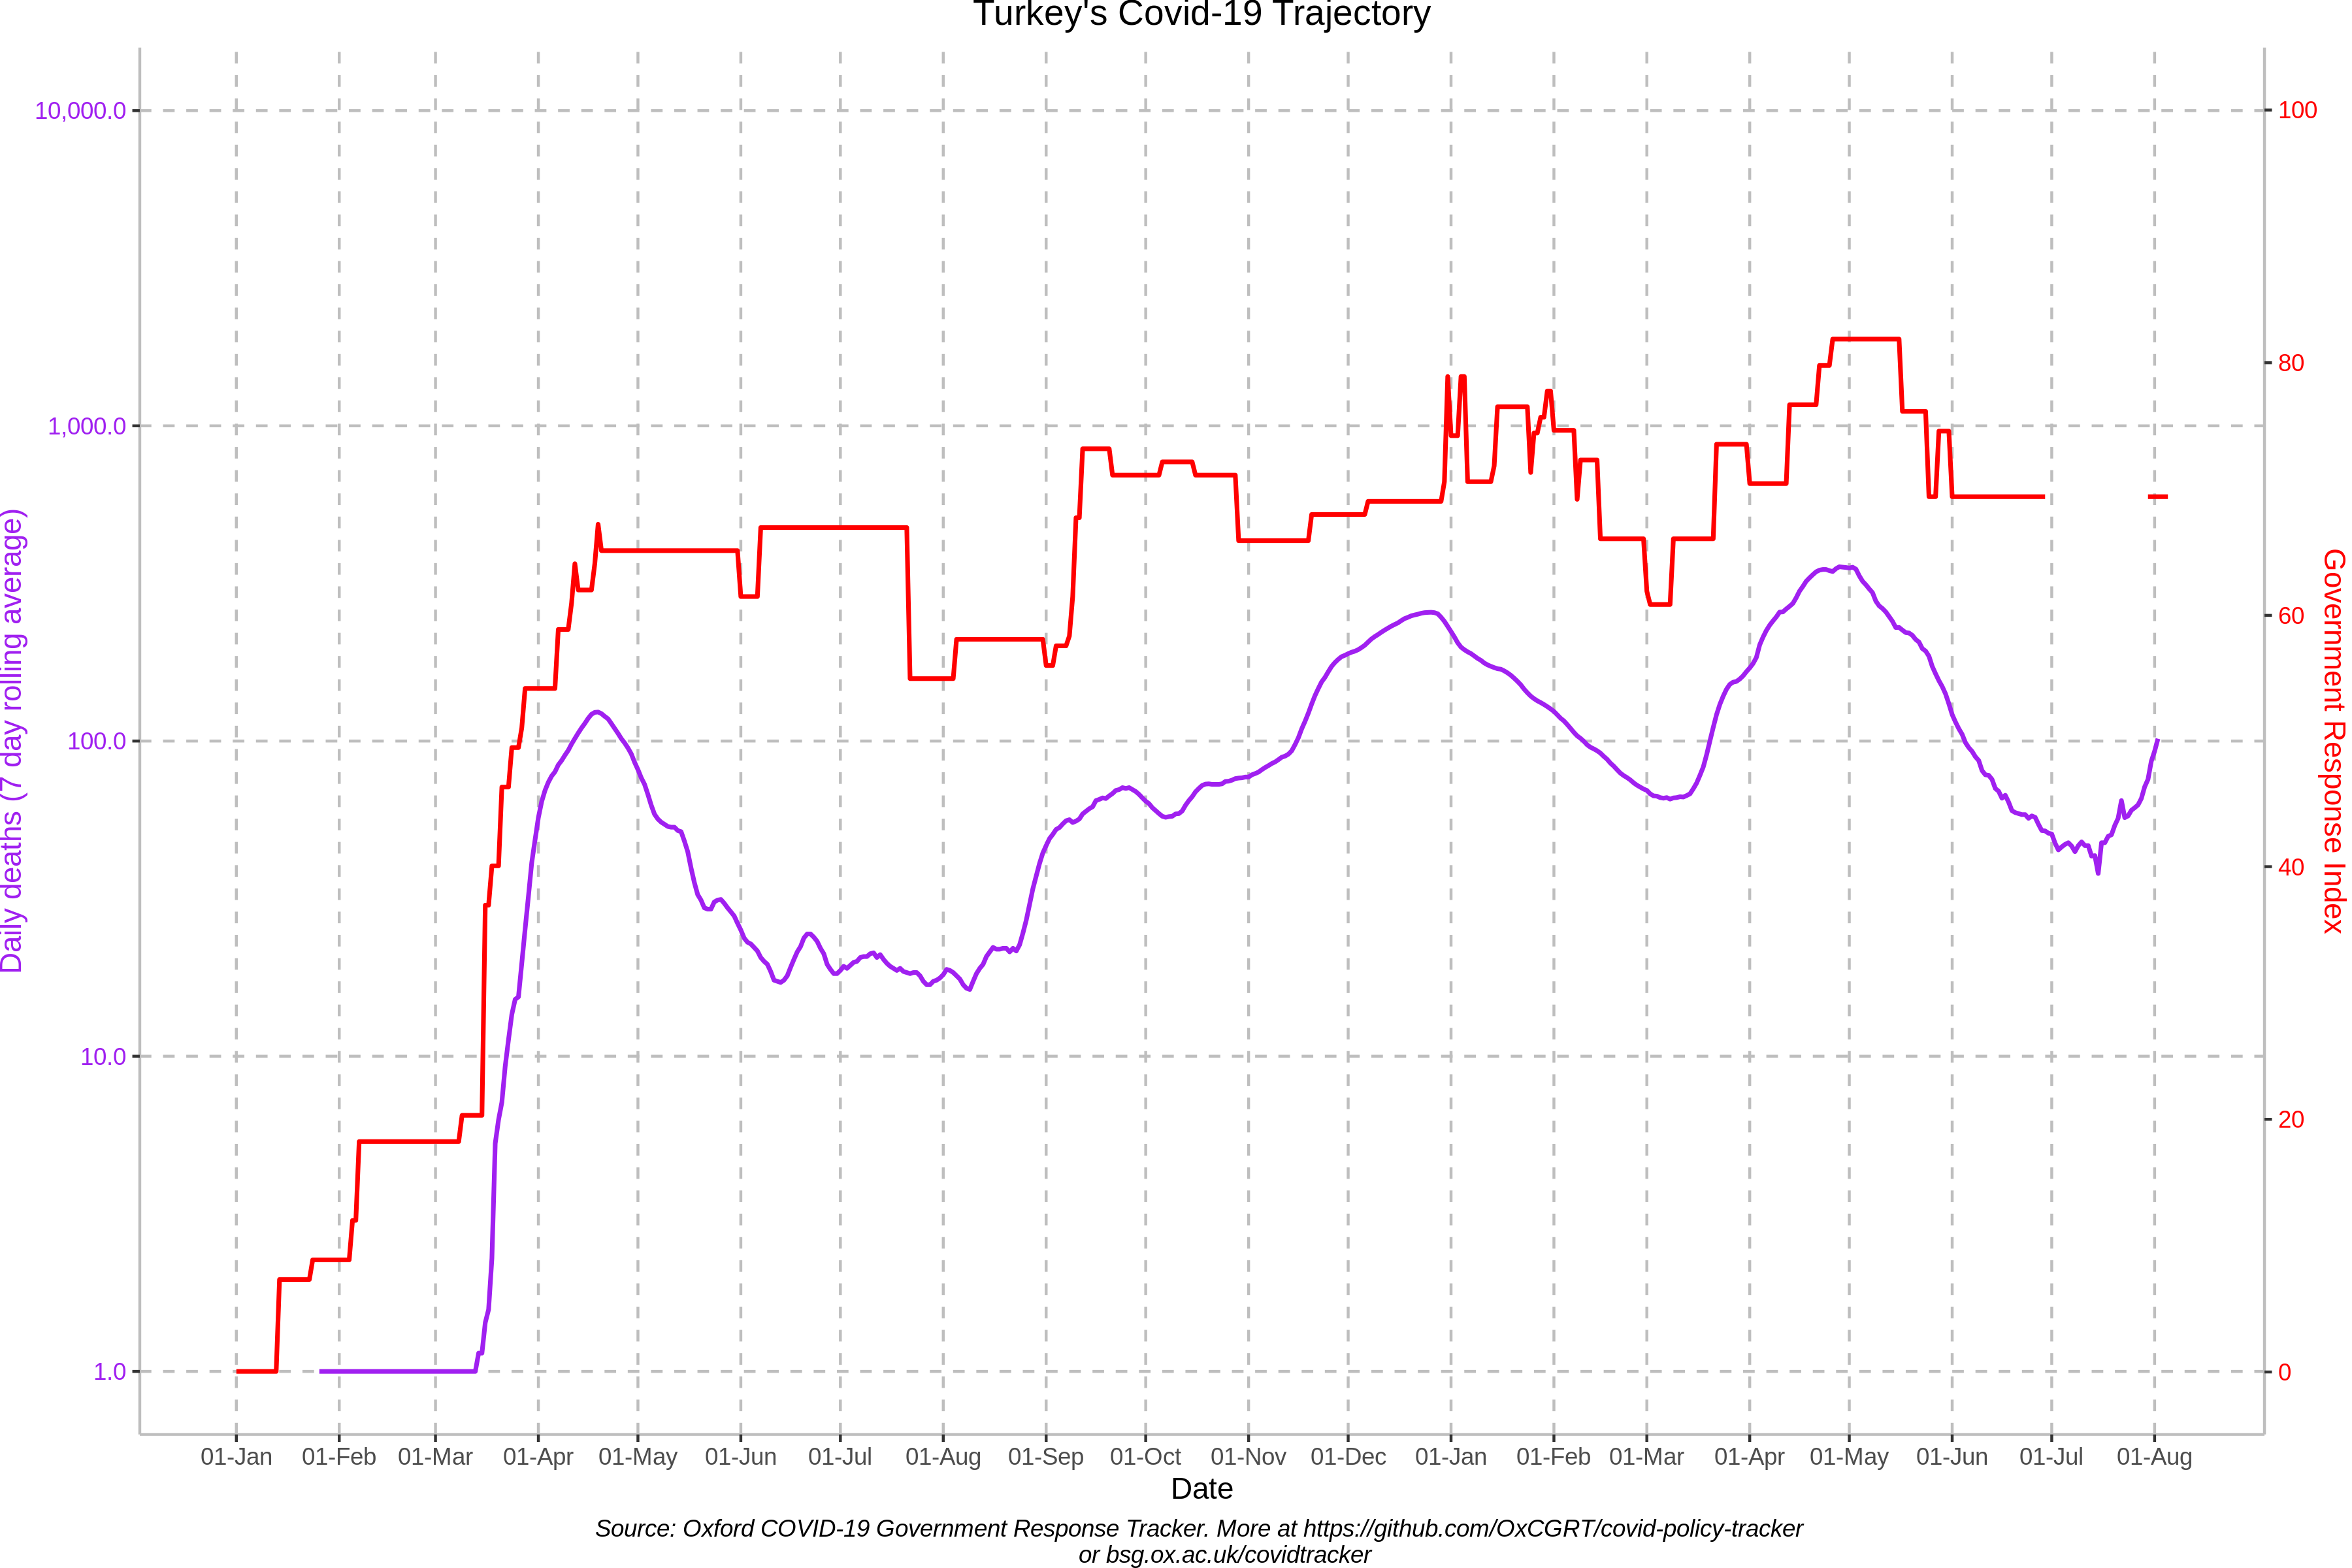 Turkey's Covid-19 Trajectory
10,000.0
1,000.0
100.0
10.0
1.0
Daily deaths (7 day rolling average)
100
80
60
40
20
0
Government Response Index
01-Jan 01-Feb 01-Mar 01-Apr 01-May 01-Jun 01-Jul 01-Aug 01-Sep 01-Oct 01-Nov 01-Dec 01-Jan 01-Feb 01-Mar 01-Apr 01-May 01-Jun 01-Jul 01-Aug
Date
Source: Oxford COVID-19 Government Response Tracker. More at https://github.com/OxCGRT/covid-policy-tracker
or bsg.ox.ac.uk/covidtracker